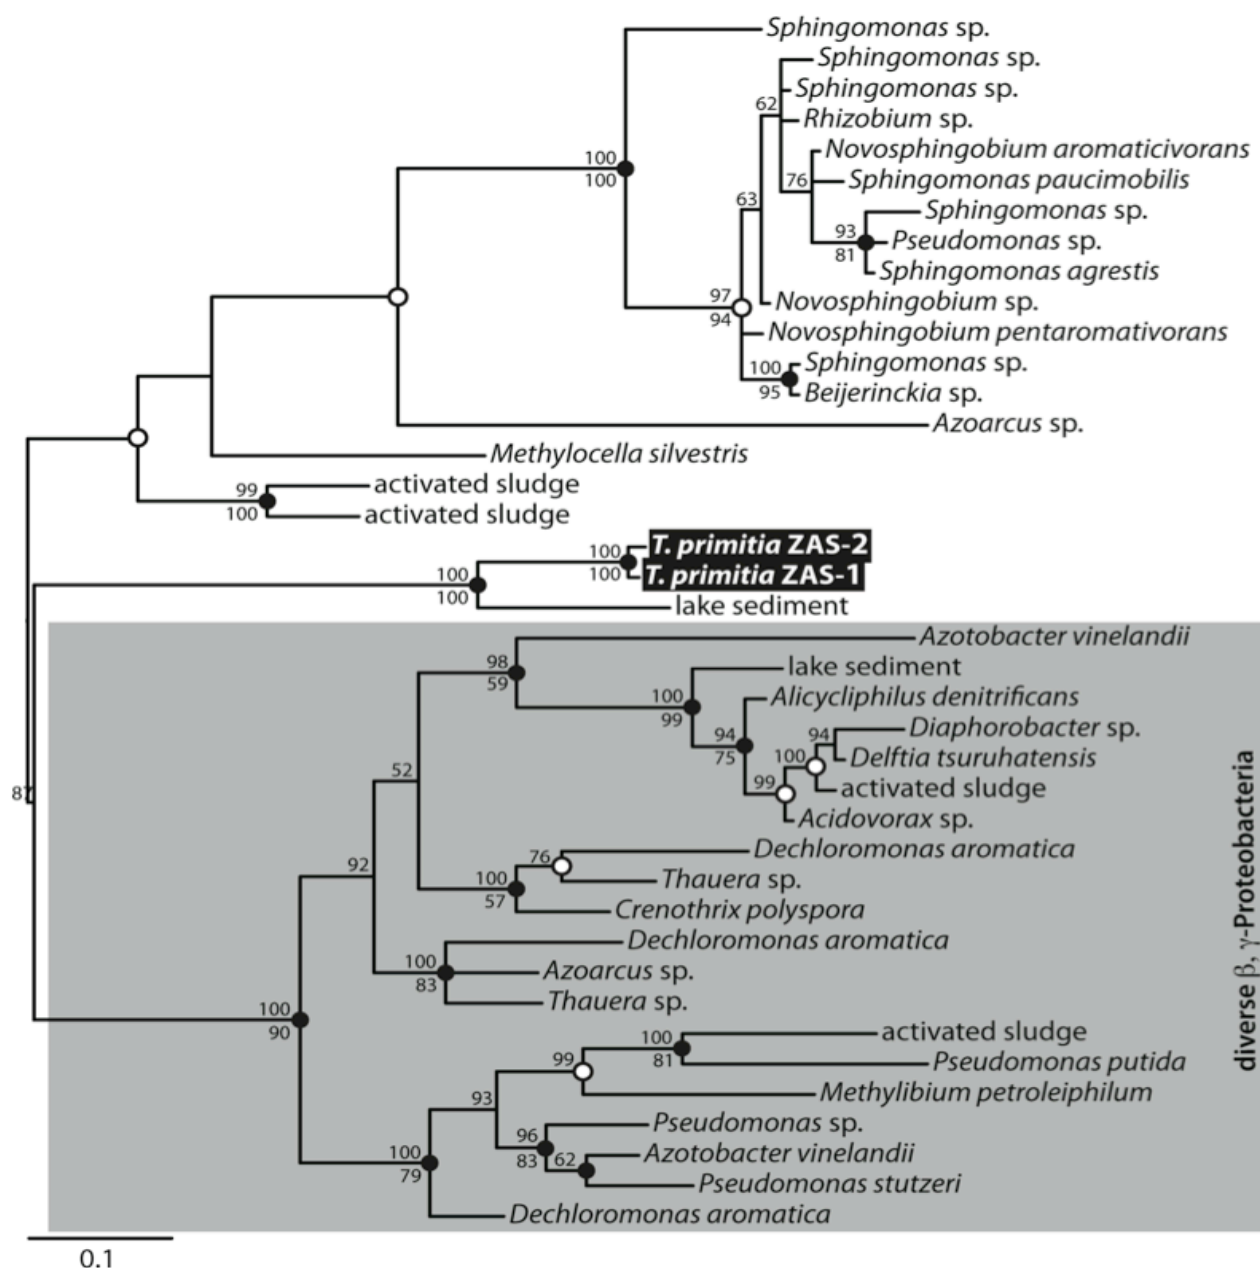 Sphingomonas sp.
Sphingomonas sp.
62
Sphingomonas sp.
Rhizobium sp.
Novosphingobium aromaticivorans
100
100
76
Sphingomonas paucimobilis
63
Sphingomonas sp.
93
81
Pseudomonas sp.
Sphingomonas agrestis
97
94
Novosphingobium sp.
Novosphingobium pentaromativorans
100
95
Sphingomonas sp.
Beijerinckia sp.
Azoarcus sp.
Methylocella silvestris
99
100
activated sludge
activated sludge
100
100
T. primitia ZAS-2
T. primitia ZAS-1
100
100
lake sediment
Azotobacter vinelandii
98
59
lake sediment
100
99
Alicycliphilus denitrificans
94
75
94
Diaphorobacter sp.
100
Delftia tsuruhatensis
99
activated sludge
Acidovorax sp.
52
87
76
Dechloromonas aromatica
92
100
57
Thauera sp.
Crenothrix polyspora
Dechloromonas aromatica
100
83
Azoarcus sp.
Thauera sp.
100
90
100
81
activated sludge
99
Pseudomonas putida
Methylibium petroleiphilum
93
Pseudomonas sp.
96
83
62
Azotobacter vinelandii
100
79
Pseudomonas stutzeri
Dechloromonas aromatica
diverse β, γ-Proteobacteria
0.1